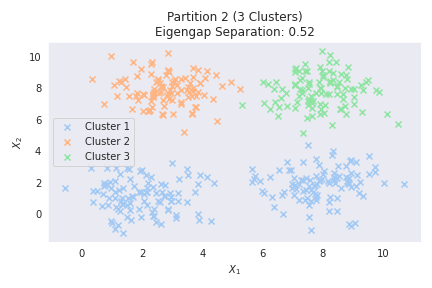 Partition 2 (3 Clusters)
Eigengap Separation: 0.52
10
8
6
4
2
0
X₂
Cluster 1
Cluster 2
Cluster 3
0 2 4 6 8 10
X₁